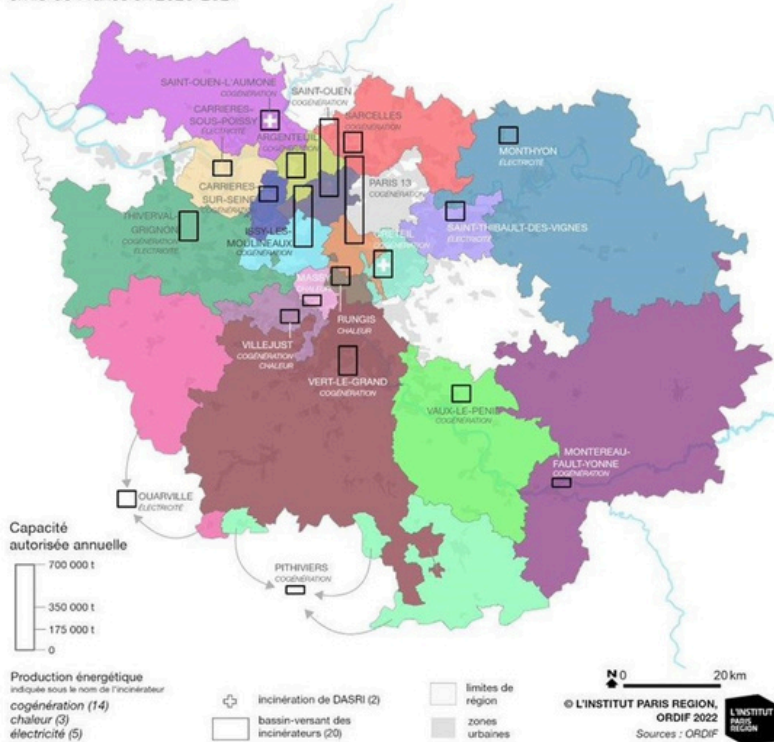 SAINT-OUEN-L'AUMONE
COGÉNÉRATION
SAINT-OUEN
COGÉNÉRATION
CARRIERES-
SOUS-POISSY
ÉLECTRICITÉ
ARGENTEUIL
COGÉNÉRATION
SARCELLES
COGÉNÉRATION
MONTHYON
ÉLECTRICITÉ
CARRIERES
SUR-SEINE
COGÉNÉRATION
PARIS 13
COGÉNÉRATION
THIVERVAL-
GRIGNON
COGÉNÉRATION
ÉLECTRICITÉ
ISSY-LES-
MOULINEAUX
COGÉNÉRATION
CRETEIL
COGÉNÉRATION
SAINT-THIBAULT-DES-VIGNES
ÉLECTRICITÉ
MASSY
CHALEUR
RUNGIS
CHALEUR
VILLEJUST
COGÉNÉRATION
CHALEUR
VERT-LE-GRAND
COGÉNÉRATION
VAUX-LE-PENIL
COGÉNÉRATION
MONTEREAU-
FAULT-YONNE
COGÉNÉRATION
OUARVILLE
ÉLECTRICITÉ
PITHIVIERS
COGÉNÉRATION
Capacité
autorisée annuelle
700 000 t
350 000 t
175 000 t
0
Production énergétique
indiquée sous le nom de l'incinérateur
cogénération (14)
chaleur (3)
électricité (5)
incinération de DASRI (2)
bassin-versant des
incinérateurs (20)
limites de
région
zones
urbaines
N 0 20 km
© L'INSTITUT PARIS REGION,
ORDIF 2022
Sources : ORDIF
L'INSTITUT
PARIS
REGION